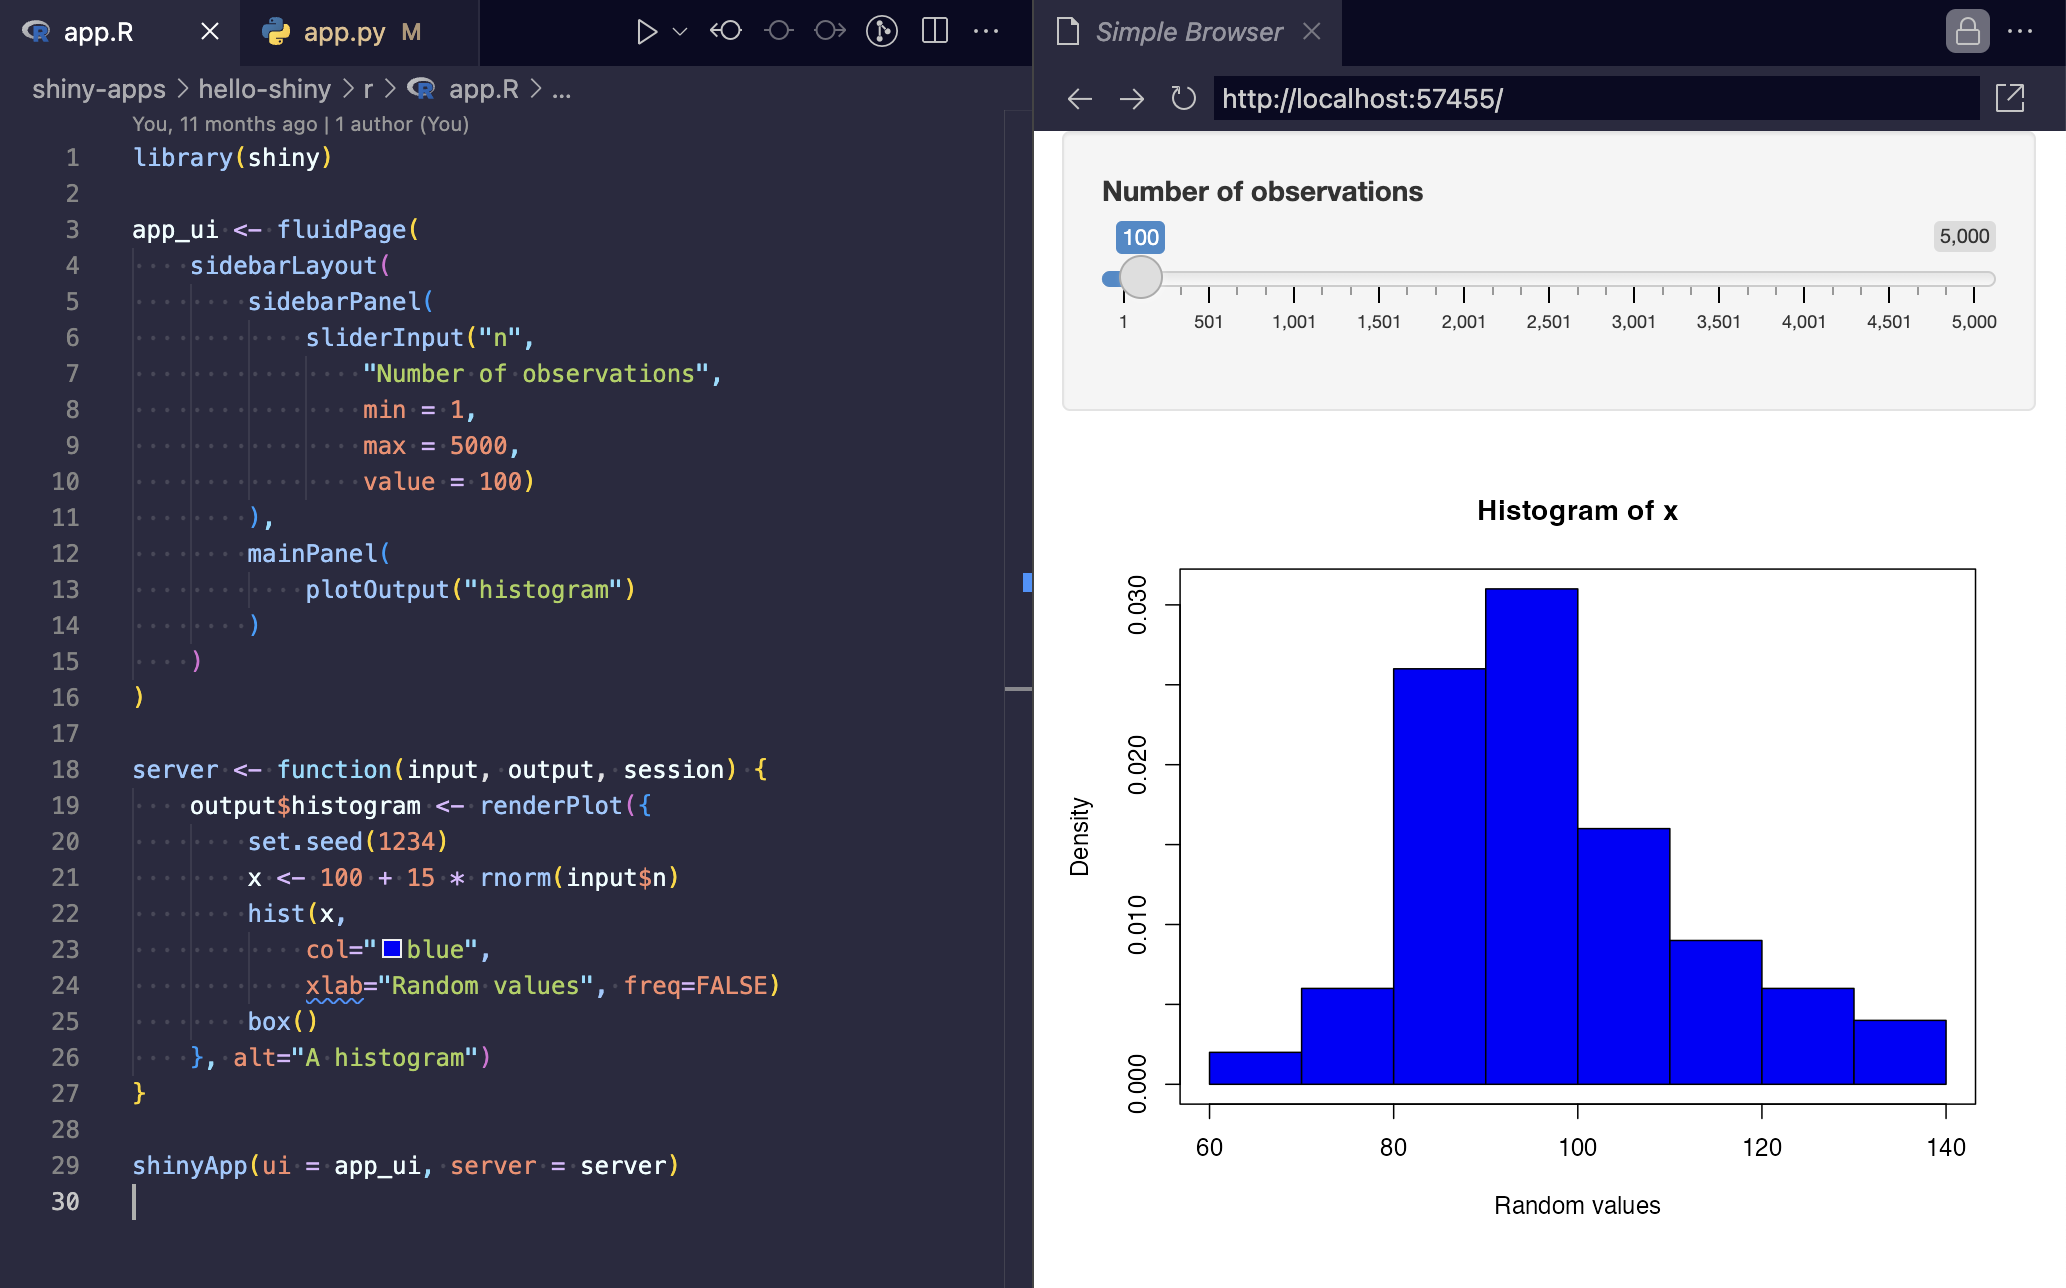 app.R
app.py M
shiny-apps > hello-shiny > r > app.R > ...
You, 11 months ago | 1 author (You)
1 library(shiny)
2
3 app_ui <- fluidPage(
4 sidebarLayout(
5 sidebarPanel(
6 sliderInput("n",
7 "Number of observations",
8 min = 1,
9 max = 5000,
10 value = 100)
11 ),
12 mainPanel(
13 plotOutput("histogram")
14 )
15 )
16 )
17
18 server <- function(input, output, session) {
19 output$histogram <- renderPlot({
20 set.seed(1234)
21 x <- 100 + 15 * rnorm(input$n)
22 hist(x,
23 col="blue",
24 xlab="Random values", freq=FALSE)
25 box()
26 }, alt="A histogram")
27 }
28
29 shinyApp(ui = app_ui, server = server)
30
Simple Browser
http://localhost:57455/
Number of observations
100 5,000
1 501 1,001 1,501 2,001 2,501 3,001 3,501 4,001 4,501 5,000
Histogram of x
Density
0.030
0.020
0.010
0.000
60 80 100 120 140
Random values